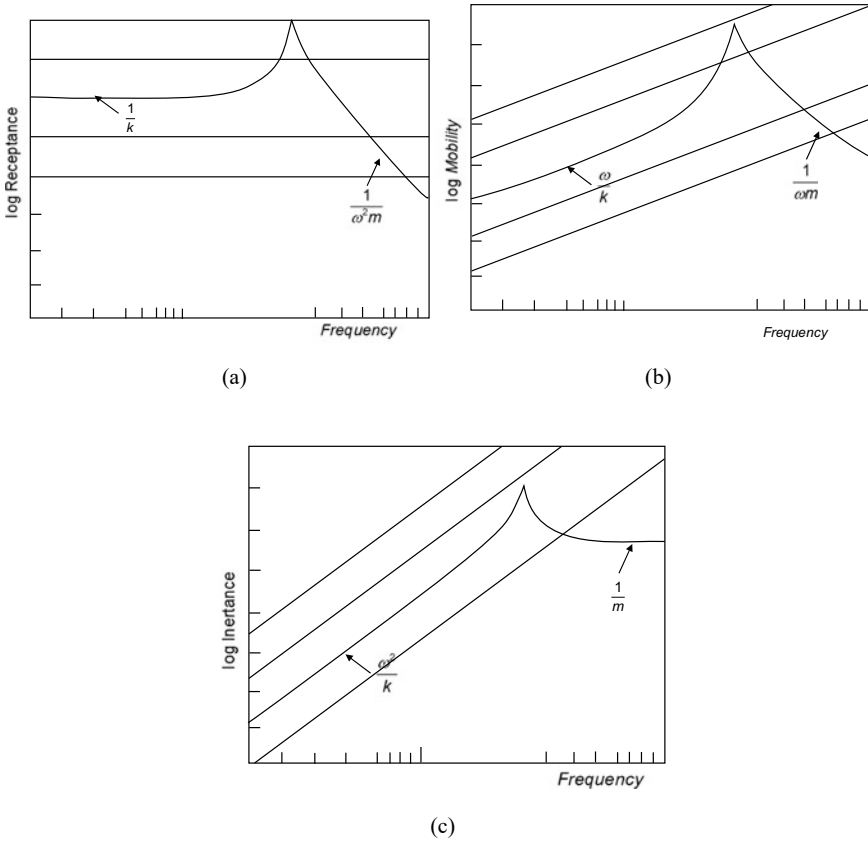 log Receptance
1/k
1/ω²m
Frequency
(a)
log Mobility
ω/k
1/ωm
Frequency
(b)
log Inertance
ω²/k
1/m
Frequency
(c)